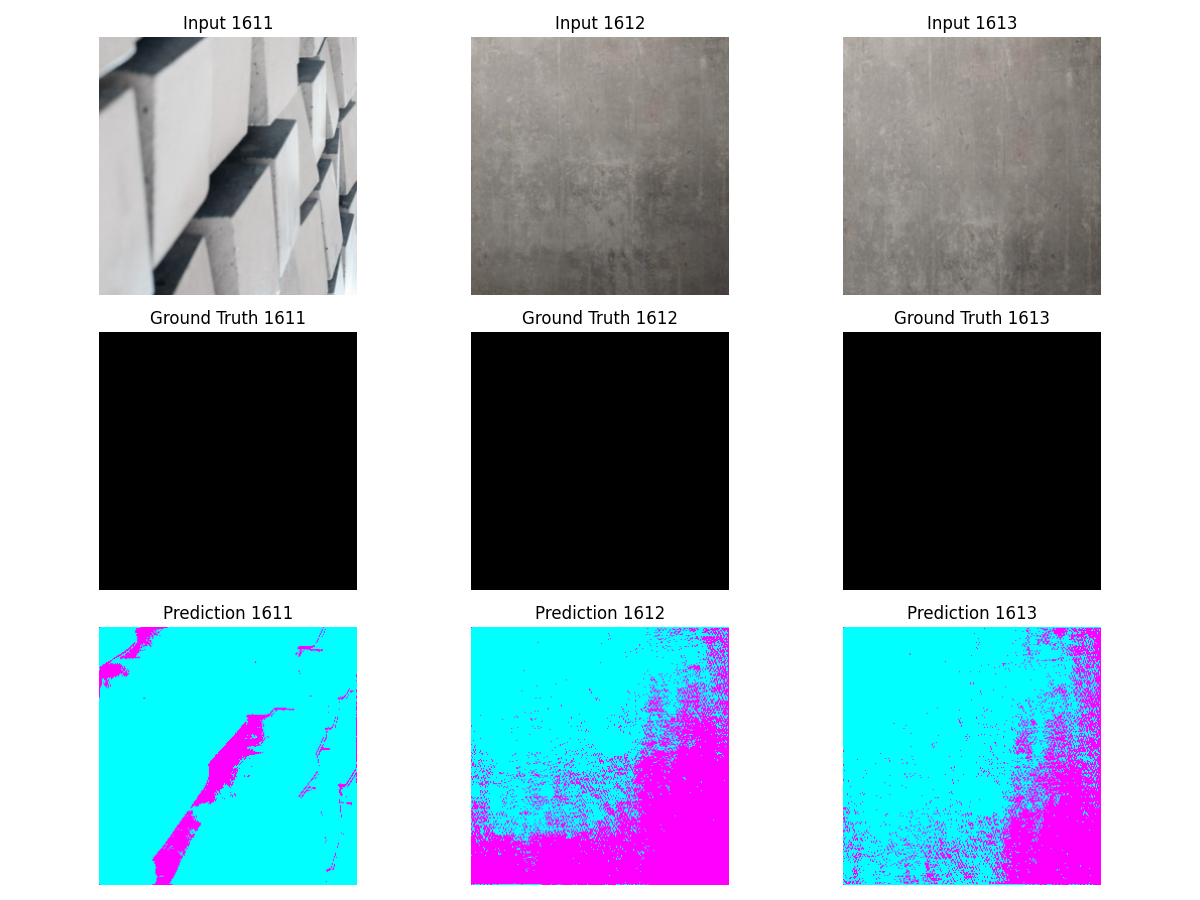 Input 1611
Input 1612
Input 1613
Ground Truth 1611
Ground Truth 1612
Ground Truth 1613
Prediction 1611
Prediction 1612
Prediction 1613